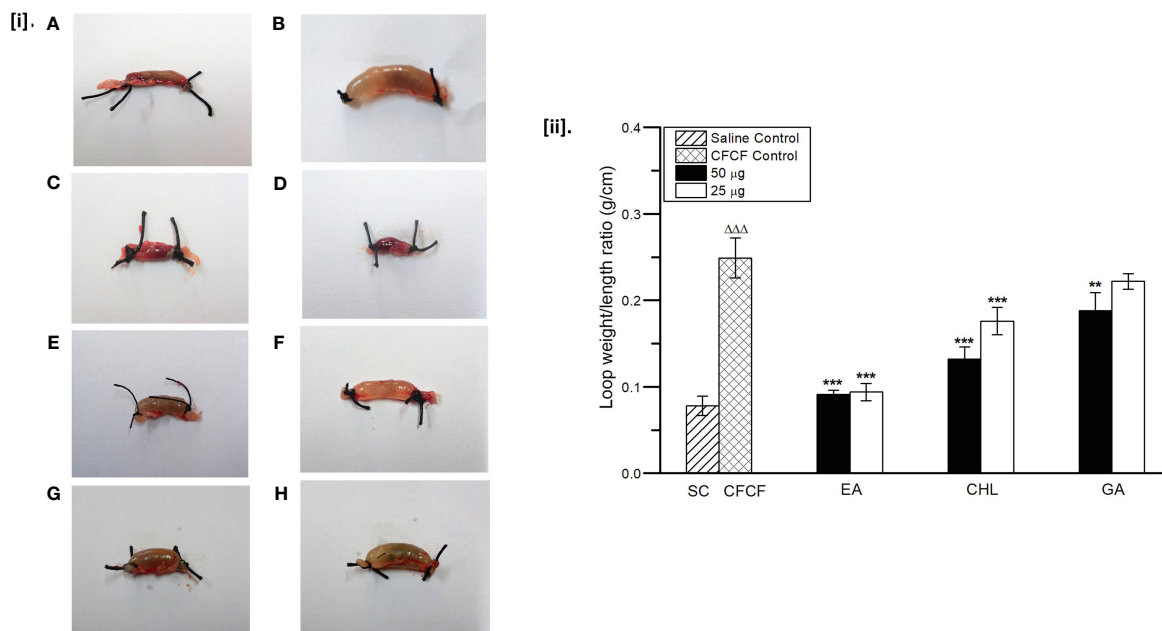 [i]. A B
C D
E F
G H
[ii].
Loop weight/length ratio (g/cm)
0.4
0.3
0.2
0.1
0.0
Saline Control
CFCF Control
50 μg
25 μg
ΔΔΔ
***
***
***
***
**
SC CFCF EA CHL GA